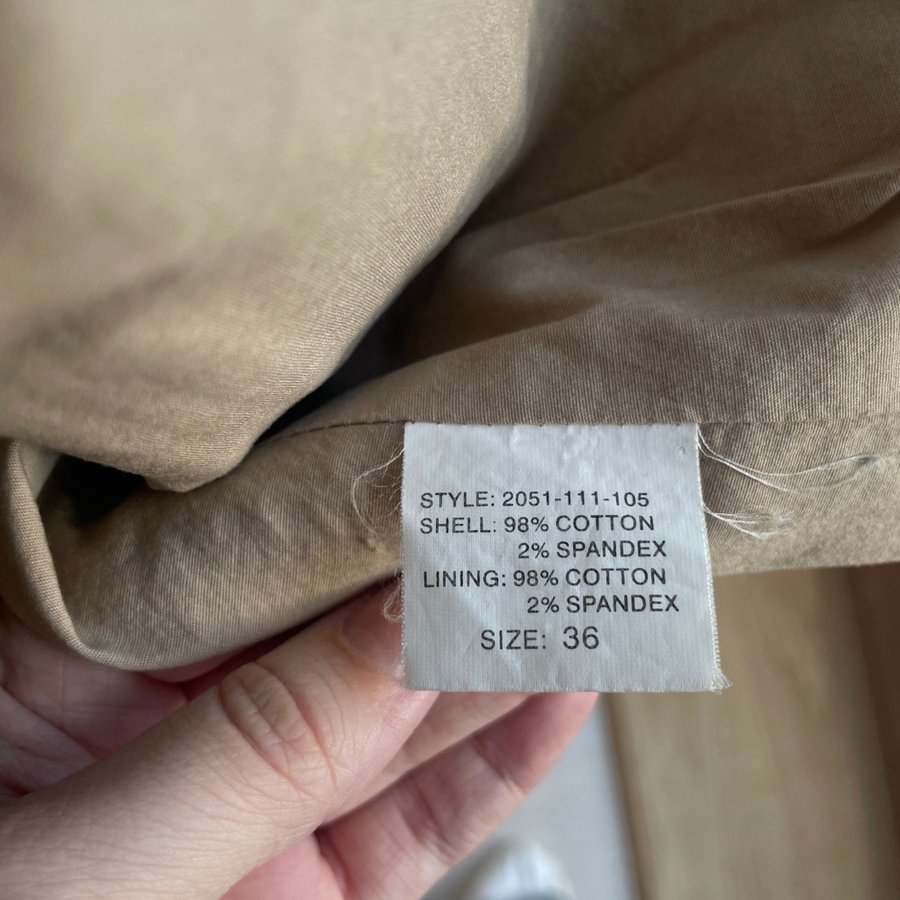 STYLE: 2051-111-105
SHELL: 98% COTTON
2% SPANDEX
LINING: 98% COTTON
2% SPANDEX
SIZE: 36